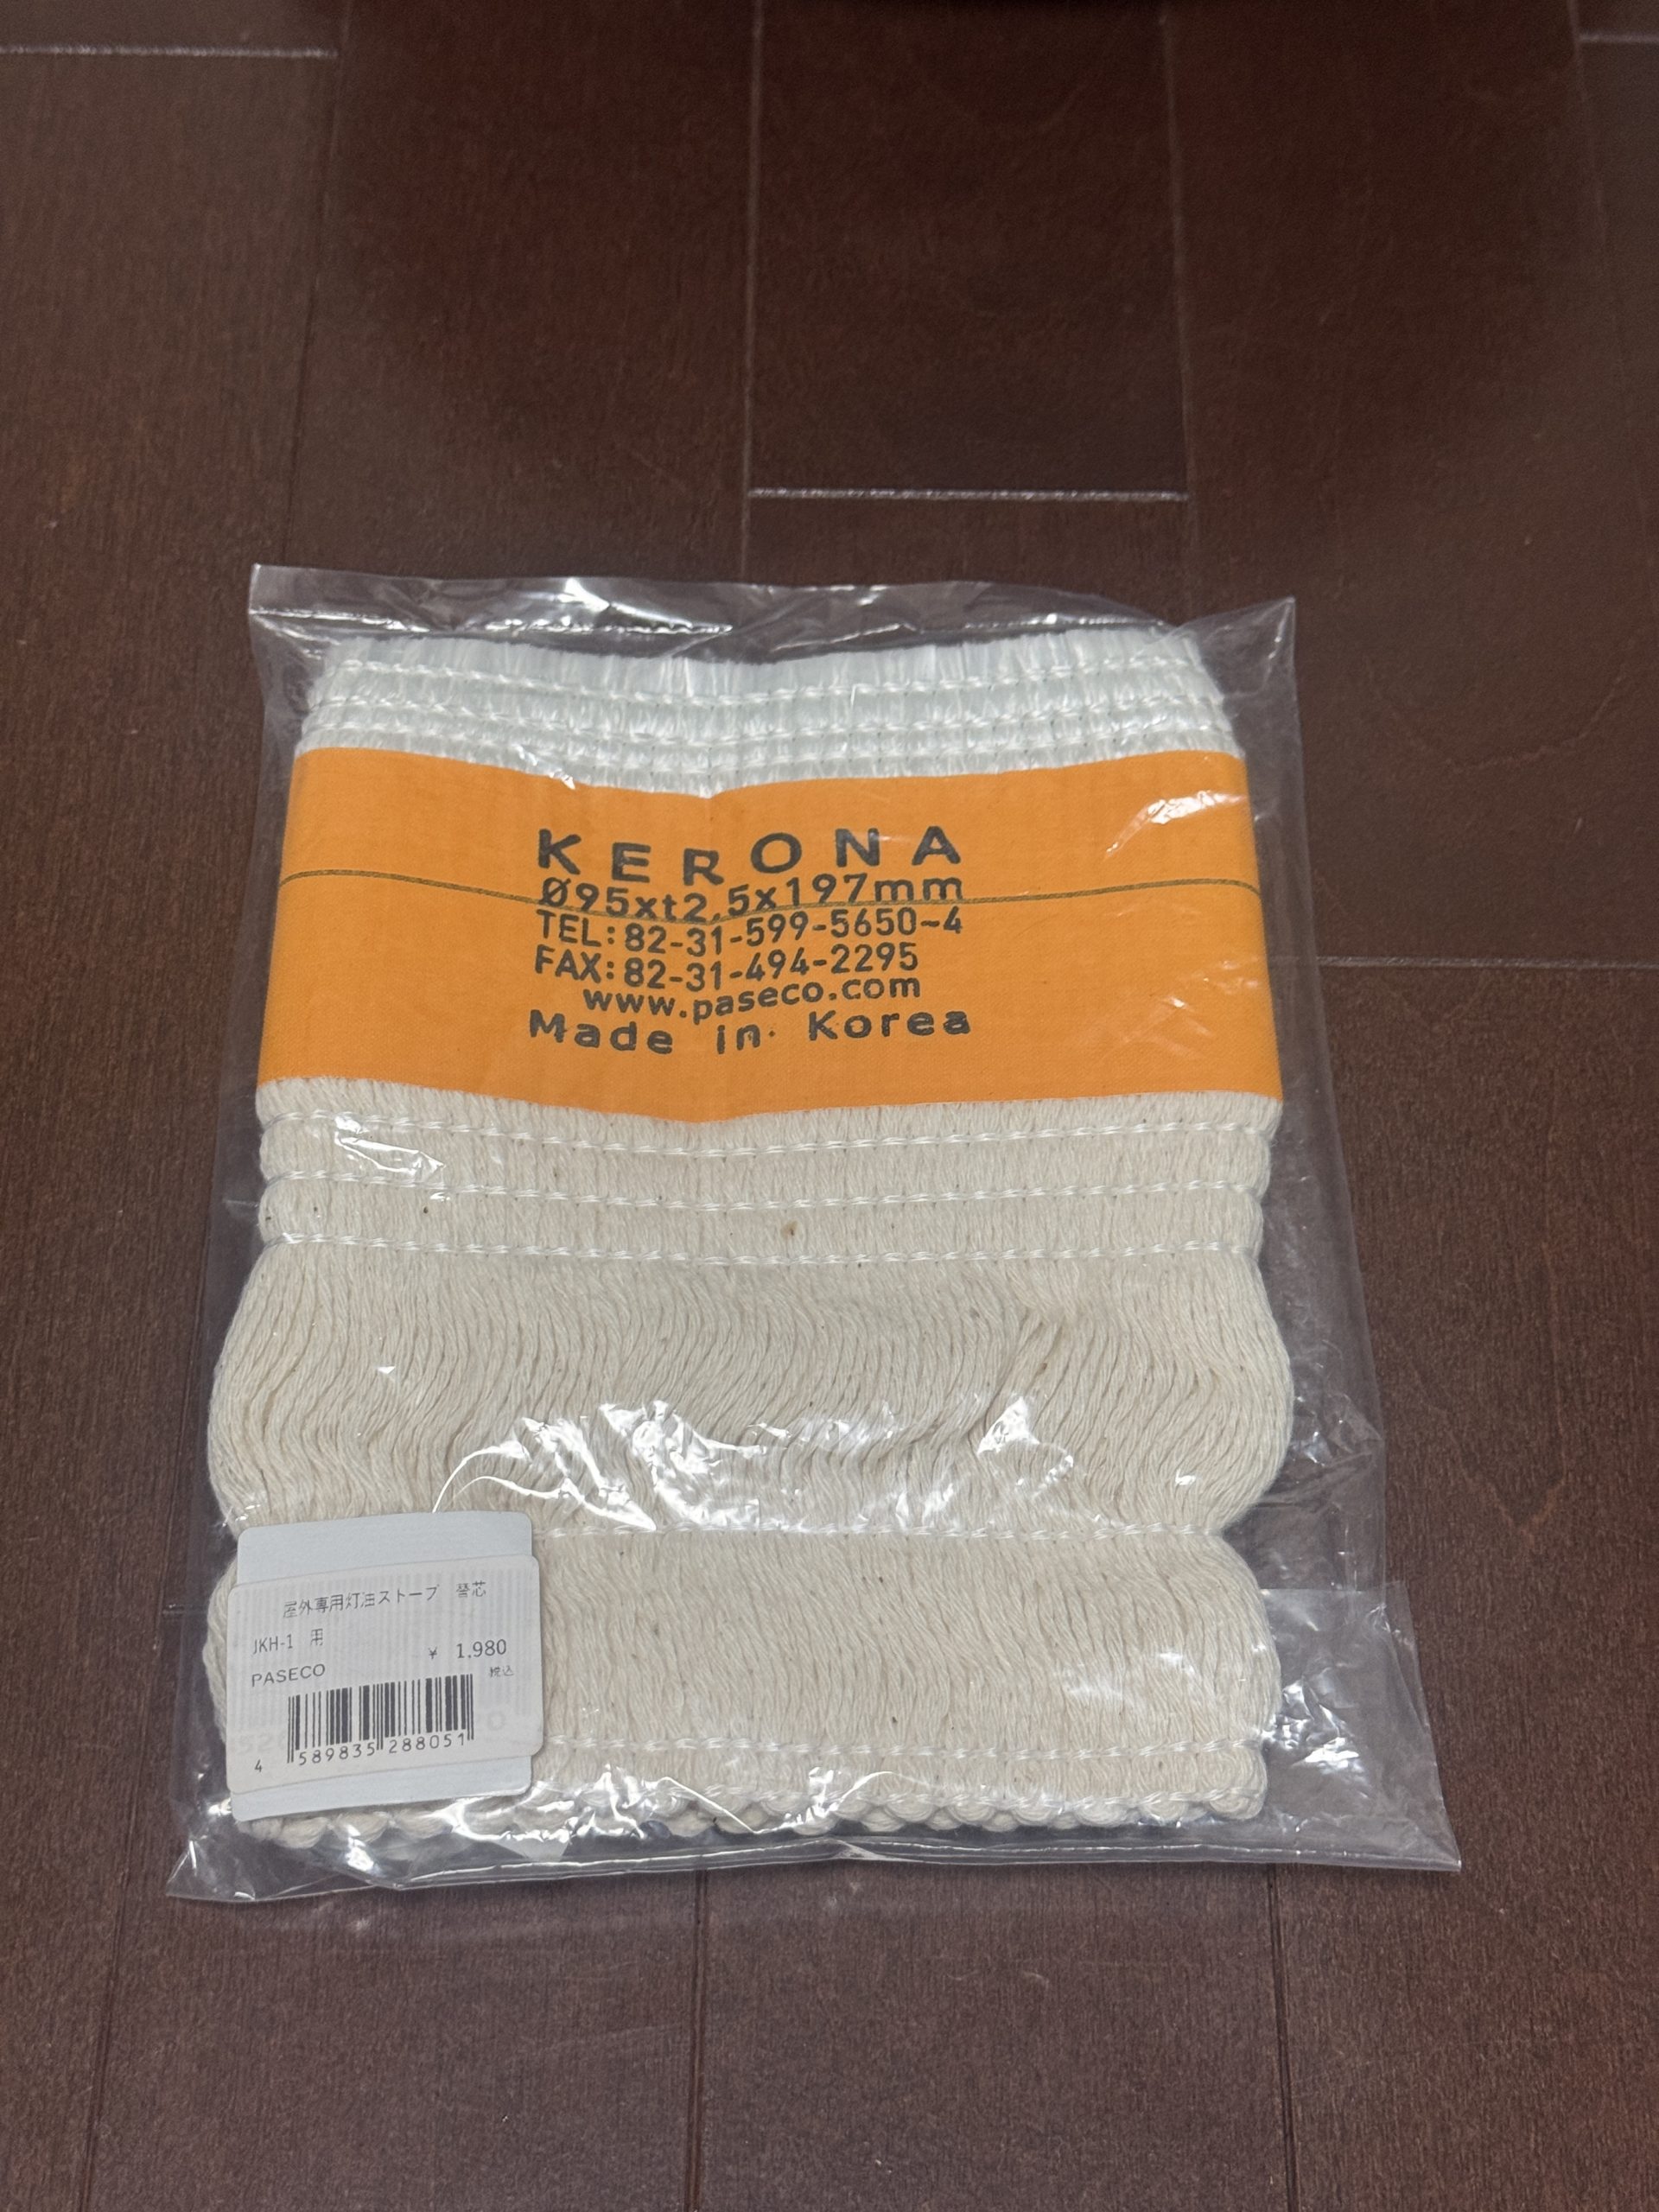 KERONA
Ø95xt2.5x197mm
TEL:82-31-599-5650~4
FAX:82-31-494-2295
www.paseco.com
Made in Korea
屋外専用灯油ストーブ 替芯
JKH-1 用
¥ 1.980
PASECO
税込
4 589835 288051